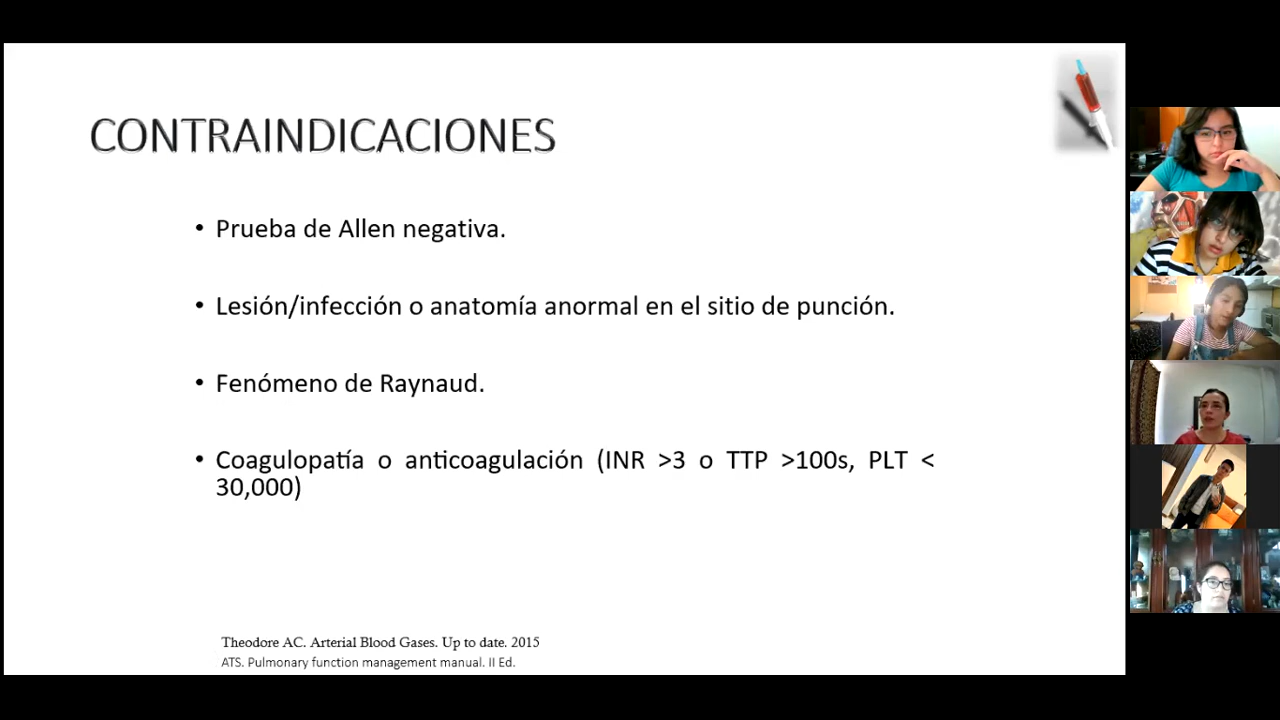 CONTRAINDICACIONES
• Prueba de Allen negativa.
• Lesión/infección o anatomía anormal en el sitio de punción.
• Fenómeno de Raynaud.
• Coagulopatía o anticoagulación (INR >3 o TTP >100s, PLT <
30,000)
Theodore AC. Arterial Blood Gases. Up to date. 2015
ATS. Pulmonary function management manual. II Ed.